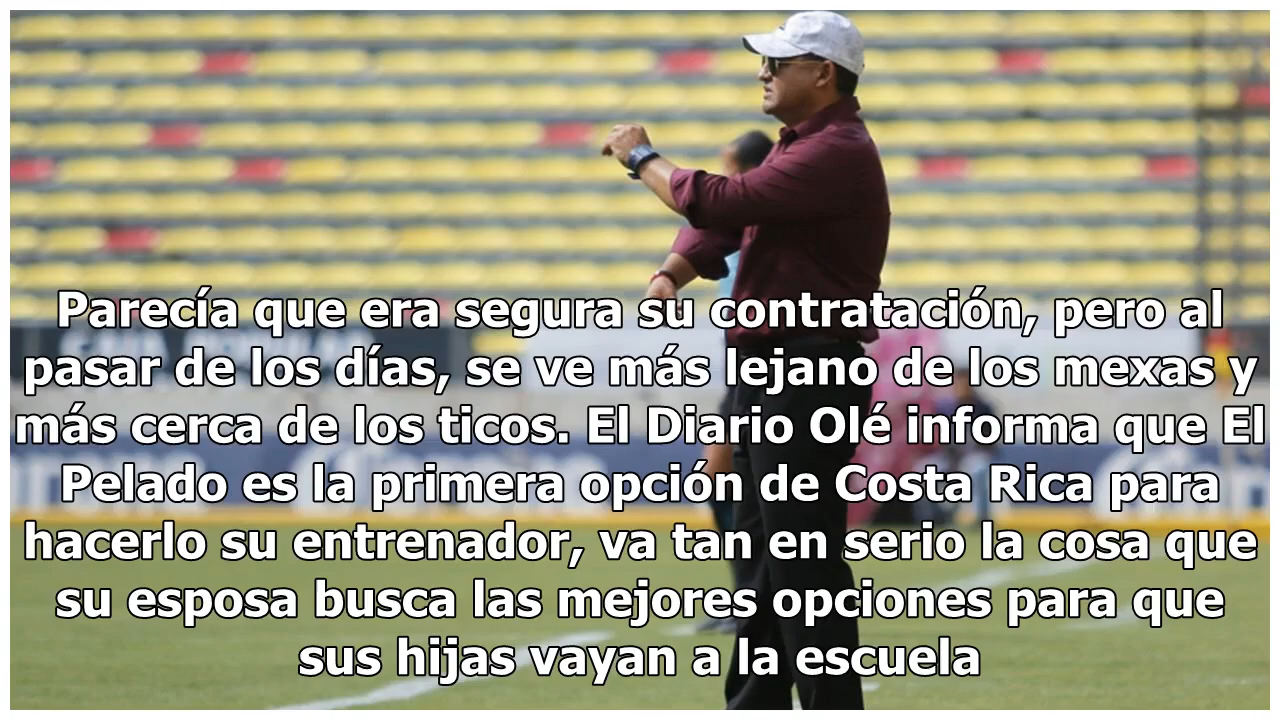 Parecía que era segura su contratación, pero al
pasar de los días, se ve más lejano de los mexas y
más cerca de los ticos. El Diario Olé informa que El
Pelado es la primera opción de Costa Rica para
hacerlo su entrenador, va tan en serio la cosa que
su esposa busca las mejores opciones para que
sus hijas vayan a la escuela